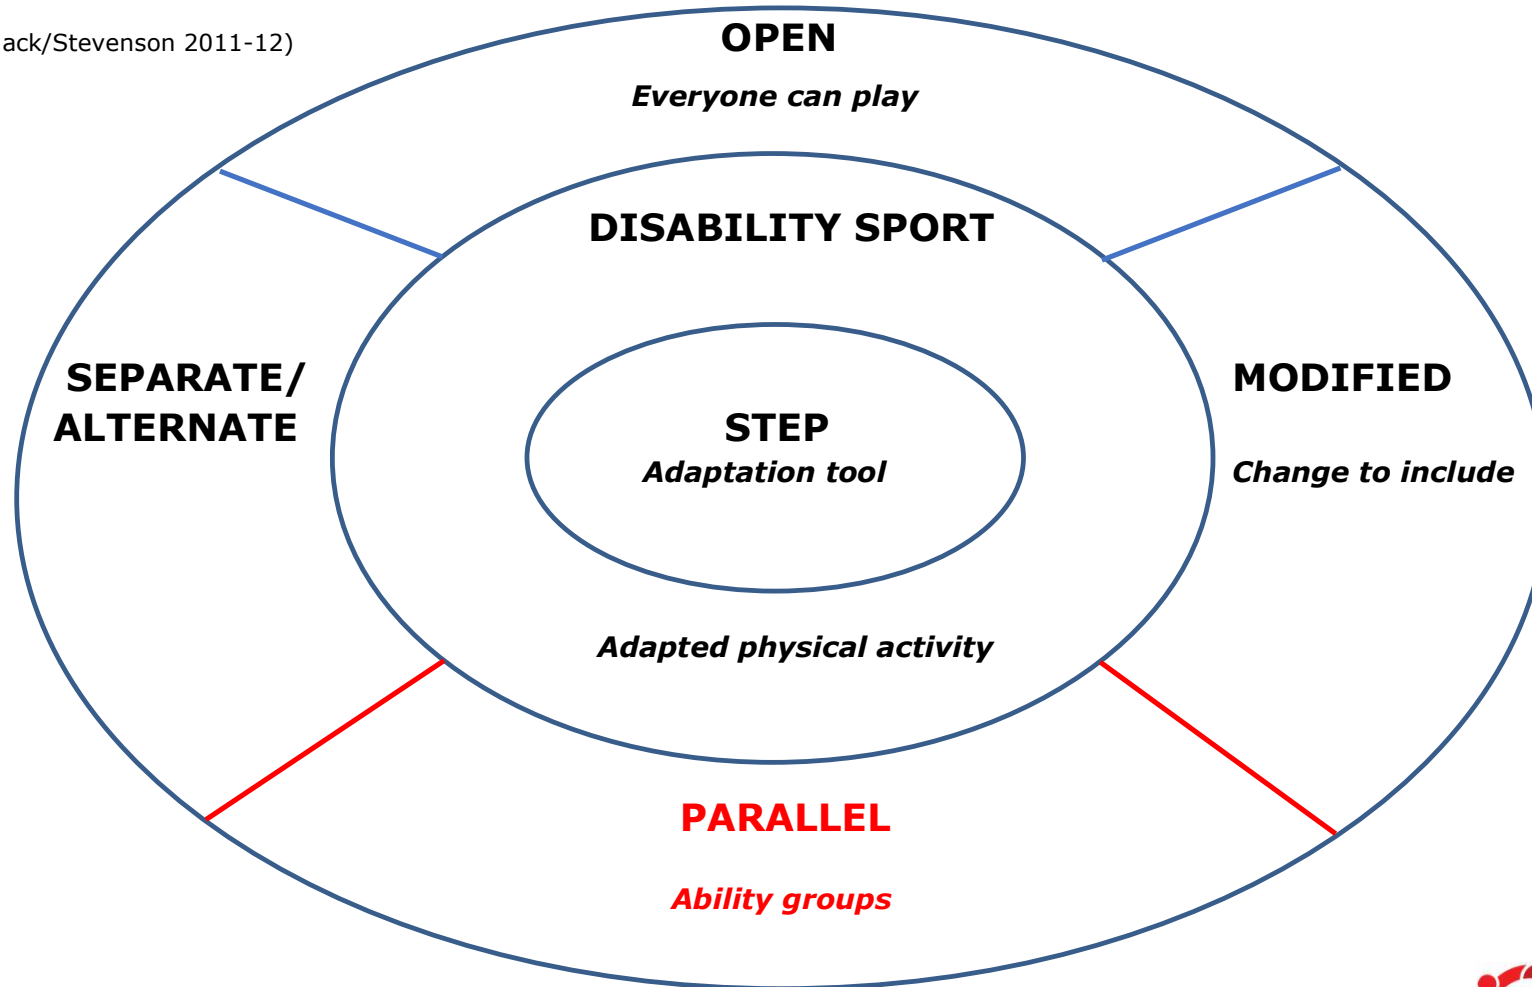 ack/Stevenson 2011-12)
OPEN
Everyone can play
DISABILITY SPORT
SEPARATE/
ALTERNATE
STEP
Adaptation tool
MODIFIED
Change to include
Adapted physical activity
PARALLEL
Ability groups